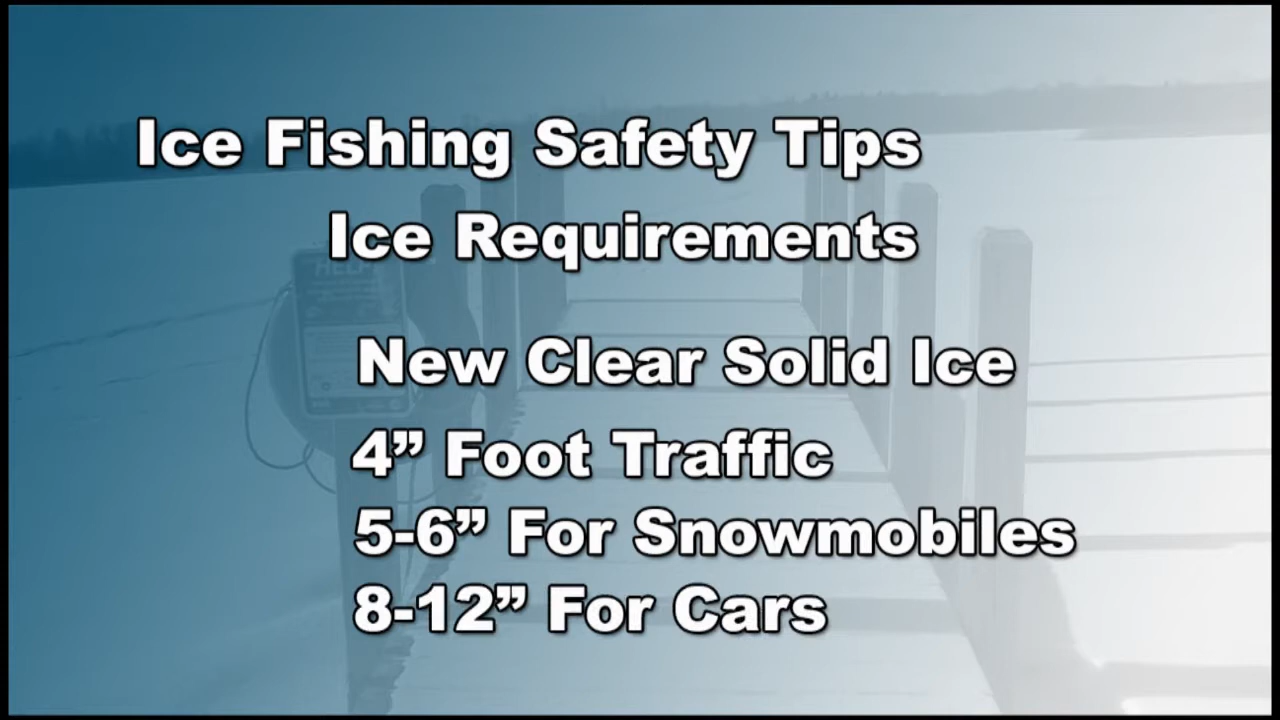 Ice Fishing Safety Tips
Ice Requirements
HELP
New Clear Solid Ice
4” Foot Traffic
5-6” For Snowmobiles
8-12” For Cars